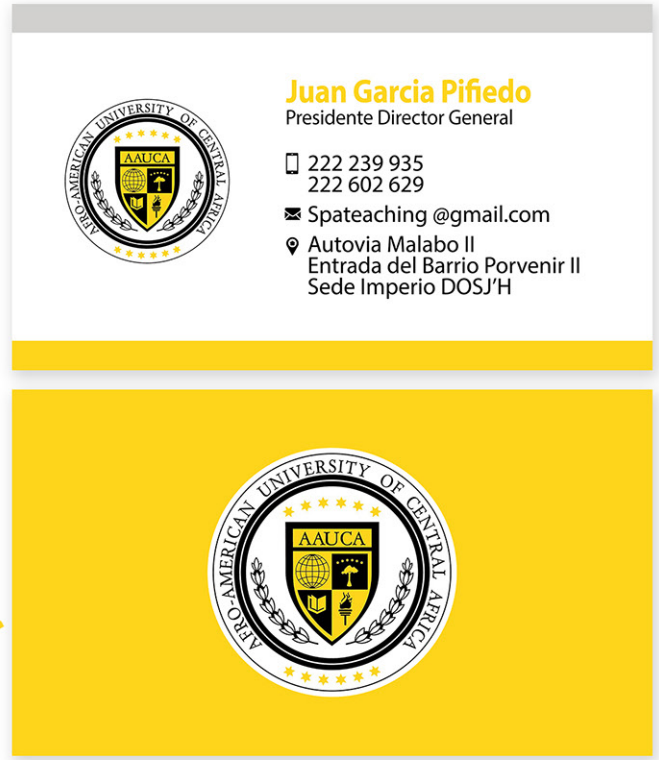 AFRO-AMERICAN UNIVERSITY OF CENTRAL AFRICA
AAUCA
Juan Garcia Pifiedo
Presidente Director General
222 239 935
222 602 629
Spateaching @gmail.com
Autovia Malabo II
Entrada del Barrio Porvenir II
Sede Imperio DOSJ'H
AFRO-AMERICAN UNIVERSITY OF CENTRAL AFRICA
AAUCA